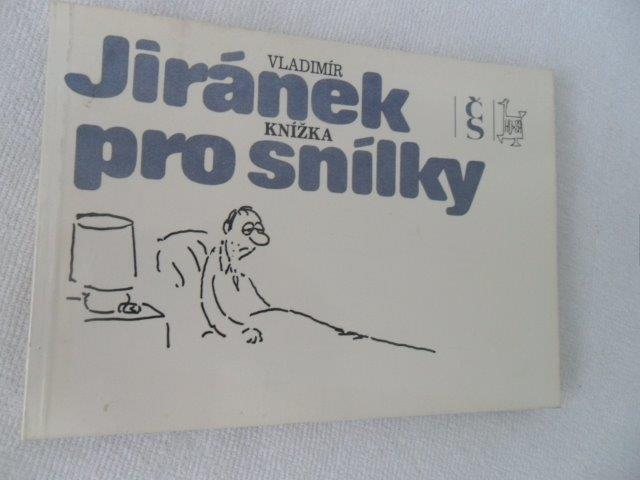 VLADIMÍR
Jiránek
KNÍŽKA
pro snílky
ČS